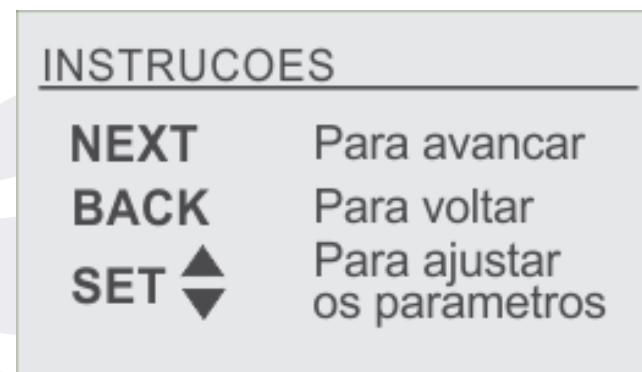 INSTRUCOES
NEXT Para avancar
BACK Para voltar
SET Para ajustar
os parametros